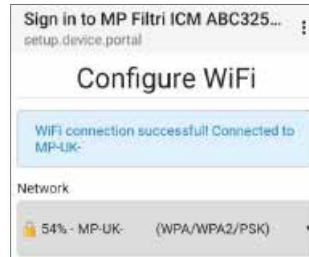 Sign in to MP Filtri ICM ABC325...
setup.device.portal
Configure WiFi
WiFi connection successful! Connected to
MP-UK-
Network
54% - MP-UK- (WPA/WPA2/PSK)